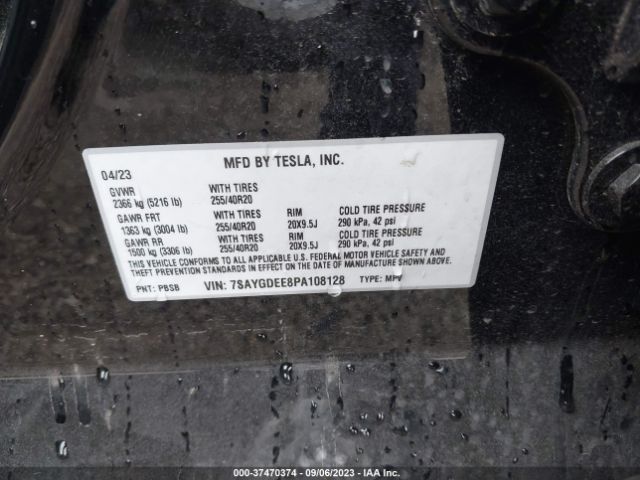 MFD BY TESLA, INC.
04/23
GVWR WITH TIRES
2366 kg (5216 lb) 255/40R20
GAWR FRT WITH TIRES RIM COLD TIRE PRESSURE
1363 kg (3004 lb) 255/40R20 20X9.5J 290 kPa, 42 psi
GAWR RR WITH TIRES RIM COLD TIRE PRESSURE
1500 kg (3306 lb) 255/40R20 20X9.5J 290 kPa, 42 psi
THIS VEHICLE CONFORMS TO ALL APPLICABLE U.S. FEDERAL MOTOR VEHICLE SAFETY AND
THEFT PREVENTION STANDARDS IN EFFECT ON THE DATE OF MANUFACTURE SHOWN ABOVE.
PNT: PBSB VIN: 7SAYGDEE8PA108128 TYPE: MPV
000-37470374 - 09/06/2023 - IAA Inc.